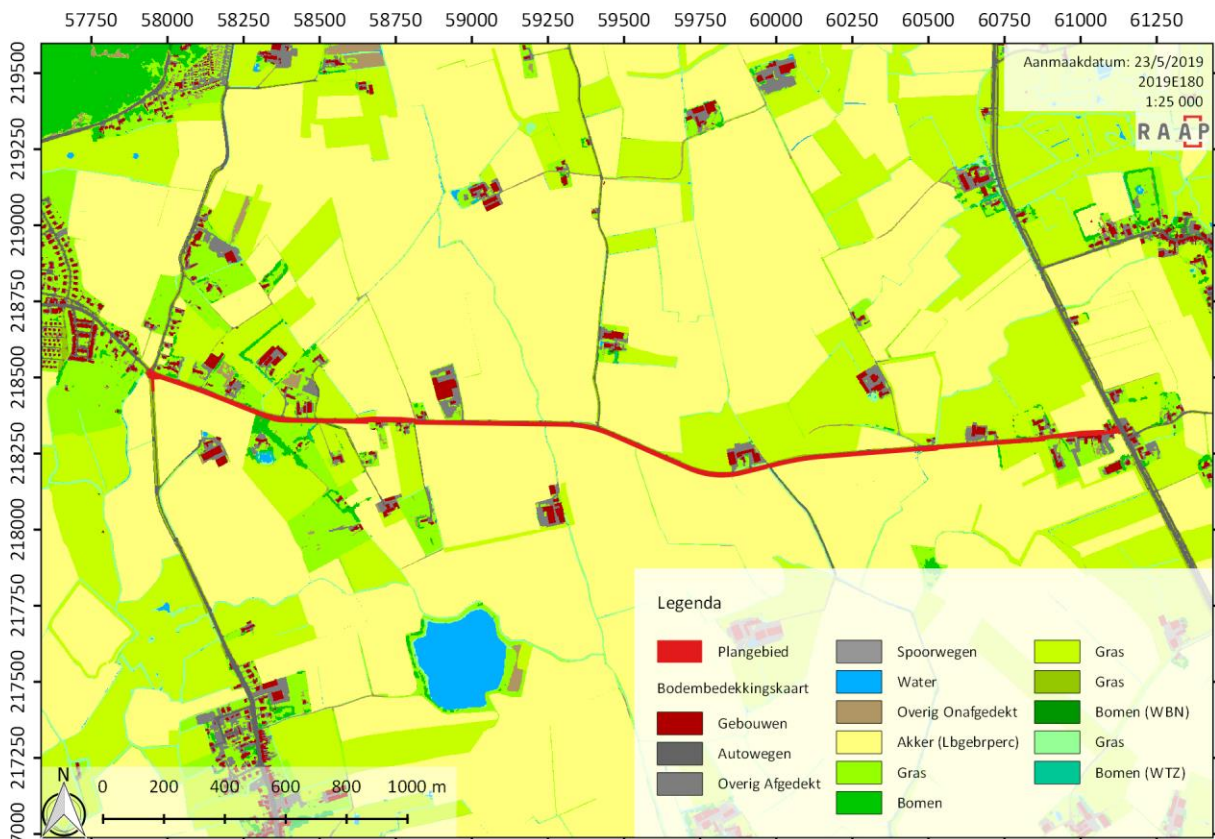 57750 58000 58250 58500 58750 59000 59250 59500 59750 60000 60250 60500 60750 61000 61250
219500
219250
219000
218750
218500
218250
218000
217750
217500
217250
217000
Aanmaakdatum: 23/5/2019
2019E180
1:25 000
RAAP
Legenda
Plangebied
Bodembedekkingskaart
Gebouwen
Autowegen
Overig Afgedekt
Spoorwegen
Water
Overig Onafgedekt
Akker (Lbgebrperc)
Gras
Bomen
Gras
Gras
Bomen (WBN)
Gras
Bomen (WTZ)
N
0 200 400 600 800 1000 m